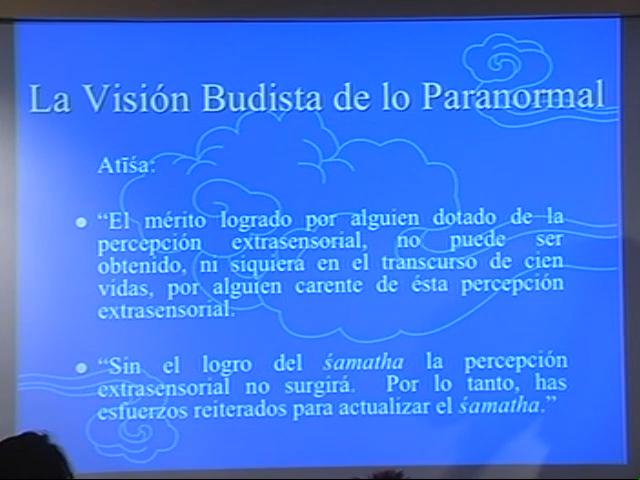 La Visión Budista de lo Paranormal
Atīśa:
• “El mérito logrado por alguien dotado de la
percepción extrasensorial, no puede ser
obtenido, ni siquiera en el transcurso de cien
vidas, por alguien carente de ésta percepción
extrasensorial.
• “Sin el logro del śamatha la percepción
extrasensorial no surgirá. Por lo tanto, has
esfuerzos reiterados para actualizar el śamatha.”